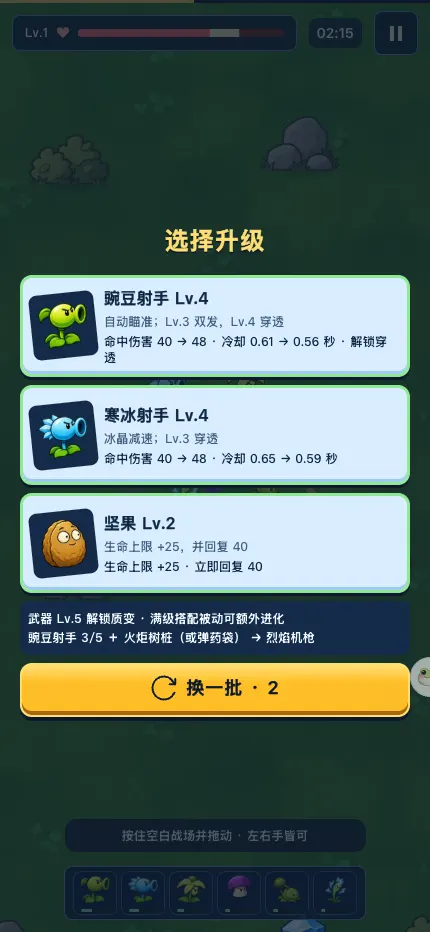 Lv.1
02:15
选择升级
豌豆射手 Lv.4
自动瞄准；Lv.3 双发，Lv.4 穿透
命中伤害 40 → 48 · 冷却 0.61 → 0.56 秒 · 解锁穿
透
寒冰射手 Lv.4
冰晶减速；Lv.3 穿透
命中伤害 40 → 48 · 冷却 0.65 → 0.59 秒
坚果 Lv.2
生命上限 +25，并回复 40
生命上限 +25 · 立即回复 40
武器 Lv.5 解锁质变 · 满级搭配被动可额外进化
豌豆射手 3/5 + 火炬树桩（或弹药袋） → 烈焰机枪
换一批 · 2
按住空白战场并拖动 · 左右手皆可